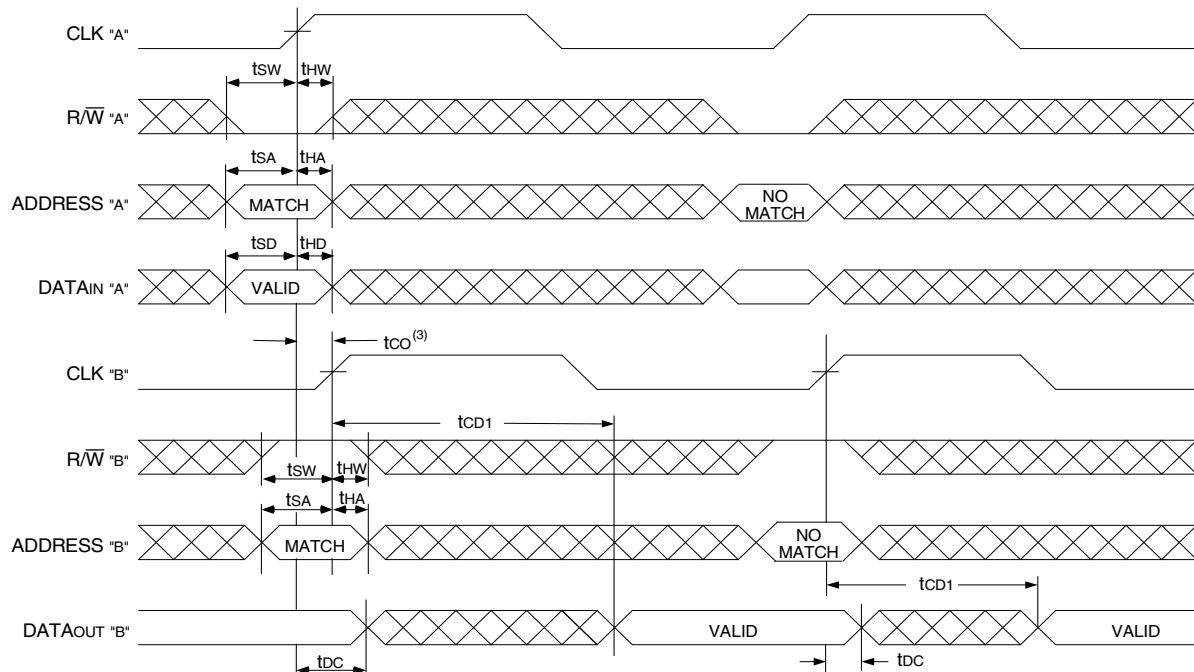 CLK "A"
tSW tHW
R/W̅ "A"
tSA tHA
ADDRESS "A" MATCH NO MATCH
tSD tHD
DATAIN "A" VALID
tCO(3)
CLK "B"
tCD1
R/W̅ "B"
tSW tHW
tSA tHA
ADDRESS "B" MATCH NO MATCH
tCD1
DATAOUT "B" VALID VALID
tDC tDC